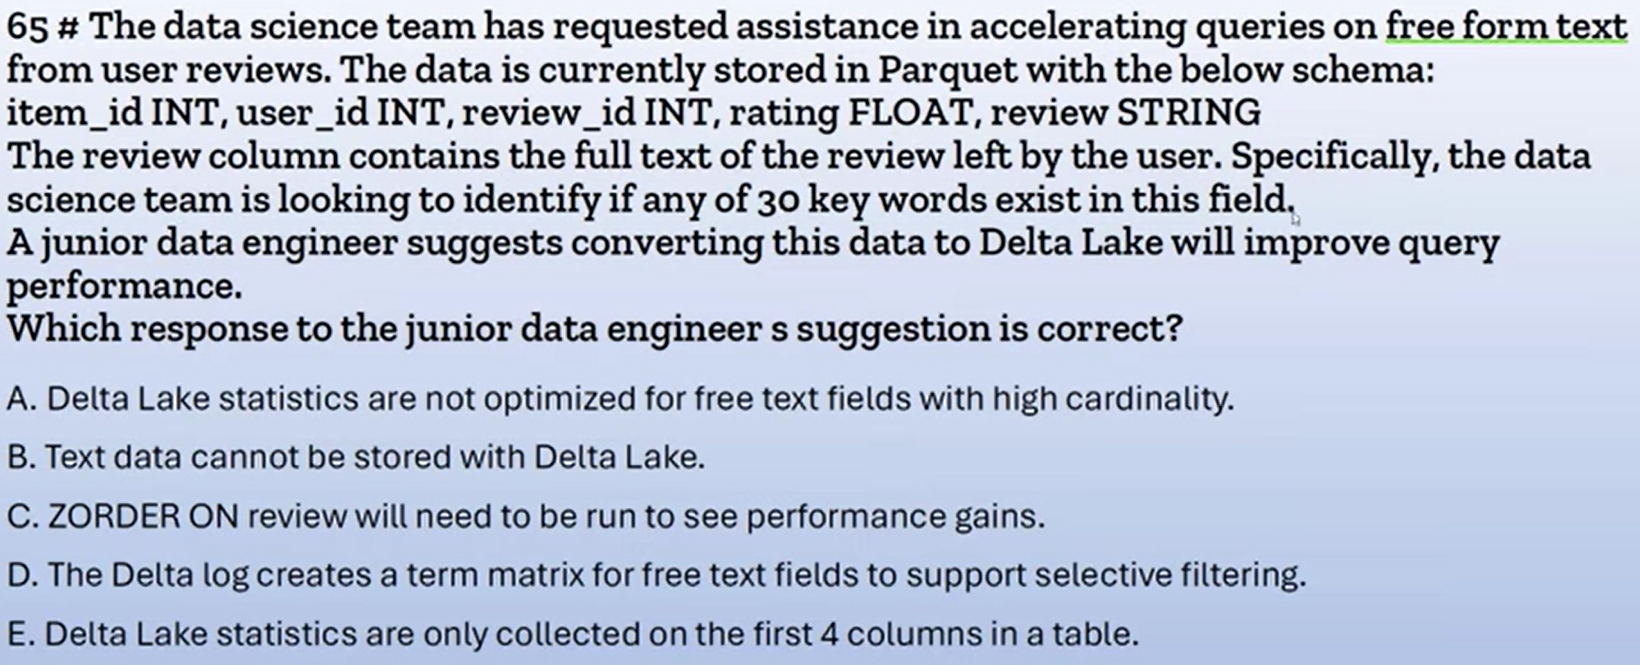 65 # The data science team has requested assistance in accelerating queries on free form text
from user reviews. The data is currently stored in Parquet with the below schema:
item_id INT, user_id INT, review_id INT, rating FLOAT, review STRING
The review column contains the full text of the review left by the user. Specifically, the data
science team is looking to identify if any of 30 key words exist in this field.
A junior data engineer suggests converting this data to Delta Lake will improve query
performance.
Which response to the junior data engineer s suggestion is correct?
A. Delta Lake statistics are not optimized for free text fields with high cardinality.
B. Text data cannot be stored with Delta Lake.
C. ZORDER ON review will need to be run to see performance gains.
D. The Delta log creates a term matrix for free text fields to support selective filtering.
E. Delta Lake statistics are only collected on the first 4 columns in a table.